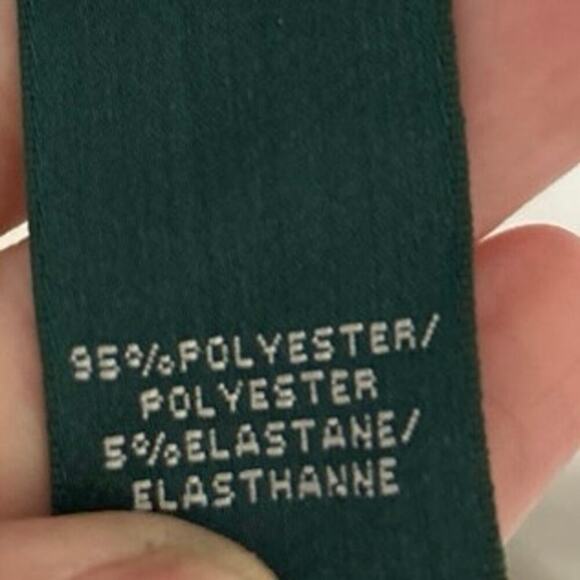 95%POLYESTER/
POLYESTER
5%ELASTANE/
ELASTHANNE